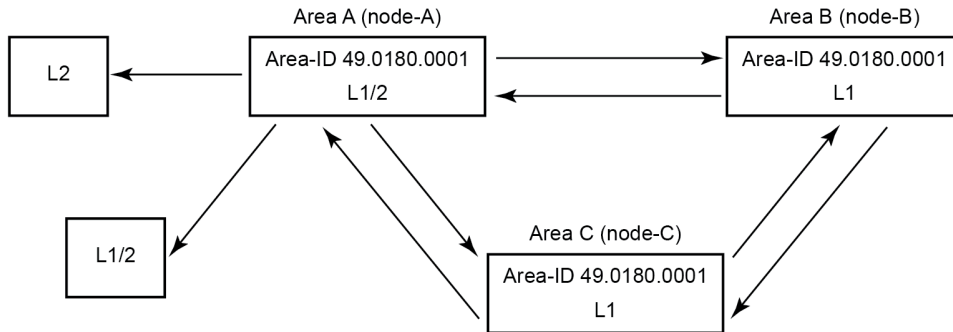 Area A (node-A)
Area B (node-B)
L2
Area-ID 49.0180.0001
L1/2
Area-ID 49.0180.0001
L1
L1/2
Area C (node-C)
Area-ID 49.0180.0001
L1